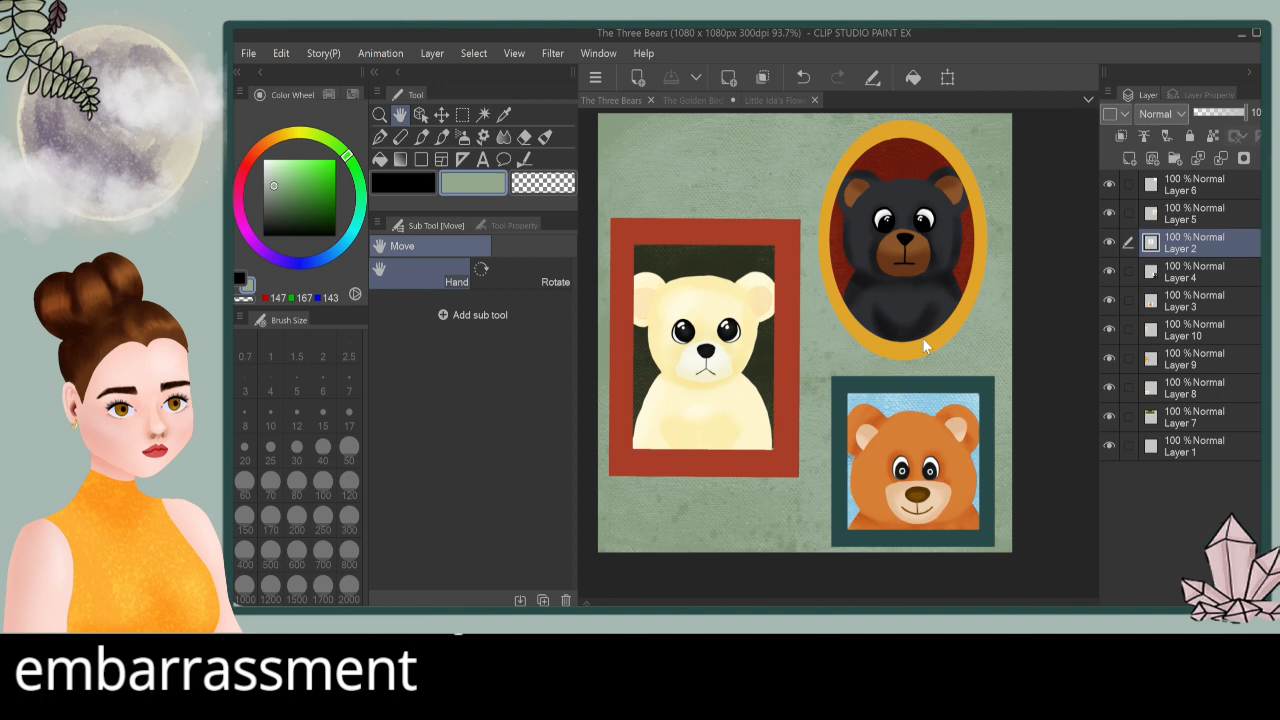 The Three Bears (1080 x 1080px 300dpi 93.7%) - CLIP STUDIO PAINT EX
File Edit Story(P) Animation Layer Select View Filter Window Help
The Three Bears The Golden Bird Little Ida's Flow
Color Wheel
Tool
Layer Layer Property
Normal 10
100 % Normal
Layer 6
100 % Normal
Layer 5
100 % Normal
Layer 2
100 % Normal
Layer 4
100 % Normal
Layer 3
100 % Normal
Layer 10
100 % Normal
Layer 9
100 % Normal
Layer 8
100 % Normal
Layer 7
100 % Normal
Layer 1
Sub Tool [Move] Tool Property
Move
Hand Rotate
Add sub tool
147 167 143
Brush Size
0.7 1 1.5 2 2.5
3 4 5 6 7
8 10 12 15 17
20 25 30 40 50
60 70 80 100 120
150 170 200 250 300
400 500 600 700 800
1000 1200 1500 1700 2000
embarrassment